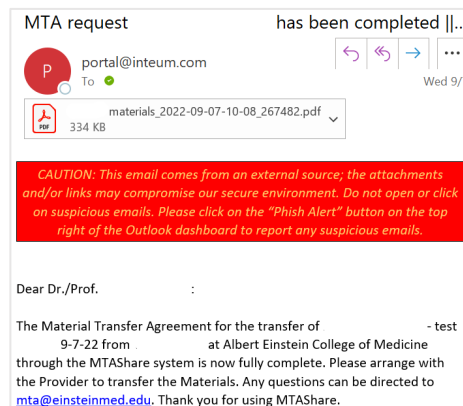 MTA request has been completed ||..
P
portal@inteum.com
To
Wed 9/
PDF
materials_2022-09-07-10-08_267482.pdf
334 KB
CAUTION: This email comes from an external source; the attachments
and/or links may compromise our secure environment. Do not open or click
on suspicious emails. Please click on the “Phish Alert” button on the top
right of the Outlook dashboard to report any suspicious emails.
Dear Dr./Prof. :
The Material Transfer Agreement for the transfer of . - test
9-7-22 from . at Albert Einstein College of Medicine
through the MTAShare system is now fully complete. Please arrange with
the Provider to transfer the Materials. Any questions can be directed to
mta@einsteinmed.edu. Thank you for using MTAShare.